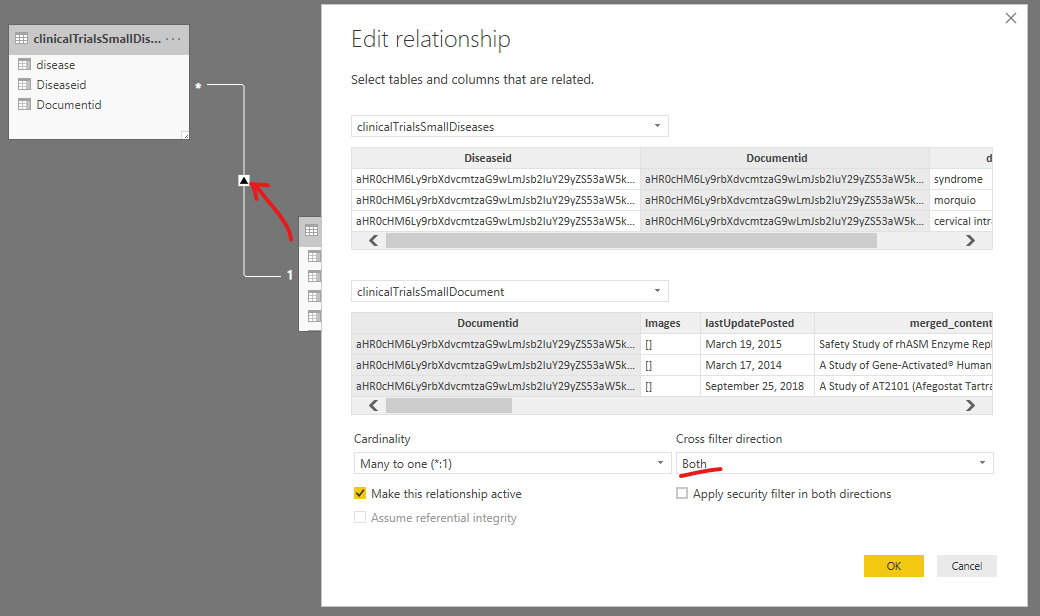 clinicalTrialsSmallDis... ...
disease
Diseaseid
Documentid
*
1
Edit relationship
Select tables and columns that are related.
clinicalTrialsSmallDiseases
Diseaseid Documentid d
aHR0cHM6Ly9rbXdvcmtzaG9wLmJsb2IuY29yZS53aW5k... aHR0cHM6Ly9rbXdvcmtzaG9wLmJsb2IuY29yZS53aW5k... syndrome
aHR0cHM6Ly9rbXdvcmtzaG9wLmJsb2IuY29yZS53aW5k... aHR0cHM6Ly9rbXdvcmtzaG9wLmJsb2IuY29yZS53aW5k... morquio
aHR0cHM6Ly9rbXdvcmtzaG9wLmJsb2IuY29yZS53aW5k... aHR0cHM6Ly9rbXdvcmtzaG9wLmJsb2IuY29yZS53aW5k... cervical intr
clinicalTrialsSmallDocument
Documentid Images lastUpdatePosted merged_content
aHR0cHM6Ly9rbXdvcmtzaG9wLmJsb2IuY29yZS53aW5k... [] March 19, 2015 Safety Study of rhASM Enzyme Repl
aHR0cHM6Ly9rbXdvcmtzaG9wLmJsb2IuY29yZS53aW5k... [] March 17, 2014 A Study of Gene-Activated® Human
aHR0cHM6Ly9rbXdvcmtzaG9wLmJsb2IuY29yZS53aW5k... [] September 25, 2018 A Study of AT2101 (Afegostat Tartra
Cardinality Cross filter direction
Many to one (*:1) Both
Make this relationship active Apply security filter in both directions
Assume referential integrity
OK Cancel